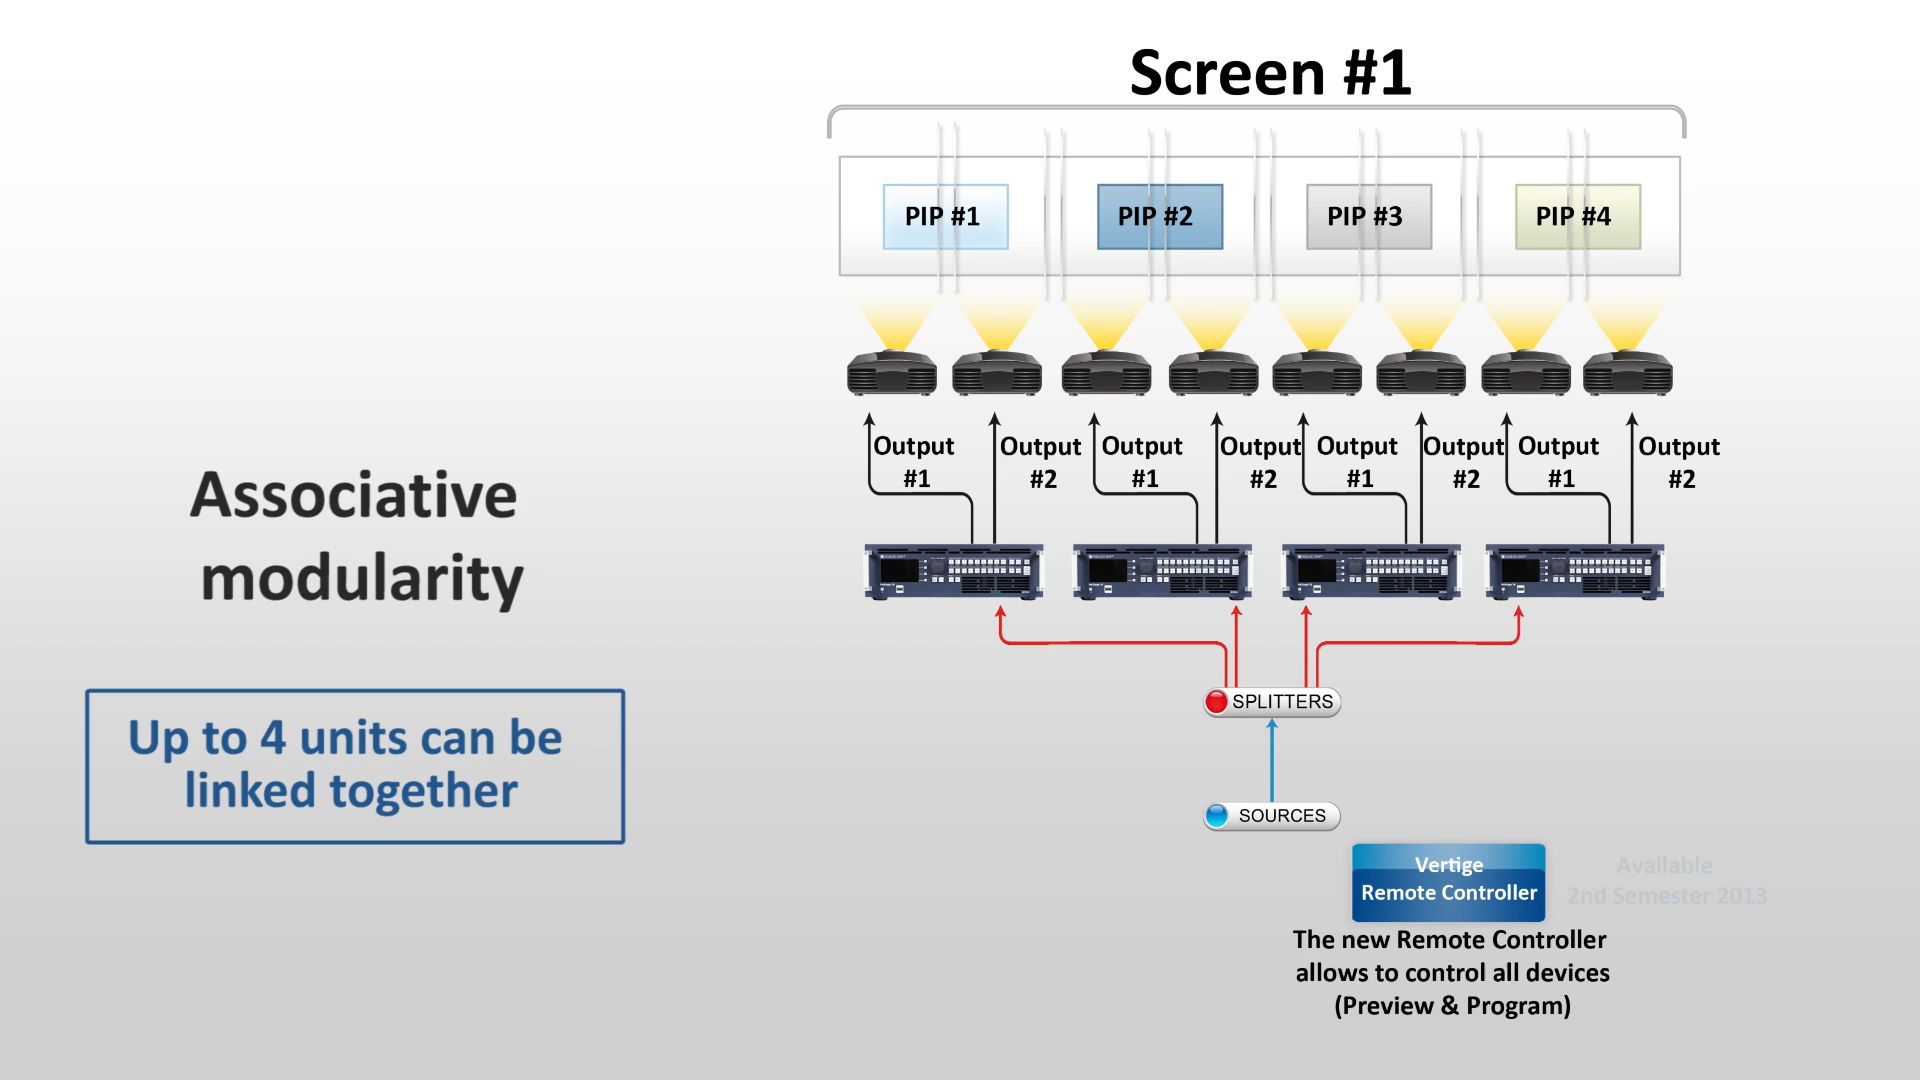 Screen #1
PIP #1
PIP #2
PIP #3
PIP #4
Output
#1
Output
#2
Output
#1
Output
#2
Output
#1
Output
#2
Output
#1
Output
#2
Associative
modularity
Up to 4 units can be
linked together
SPLITTERS
SOURCES
Vertige
Remote Controller
Available
2nd Semester 2013
The new Remote Controller
allows to control all devices
(Preview & Program)